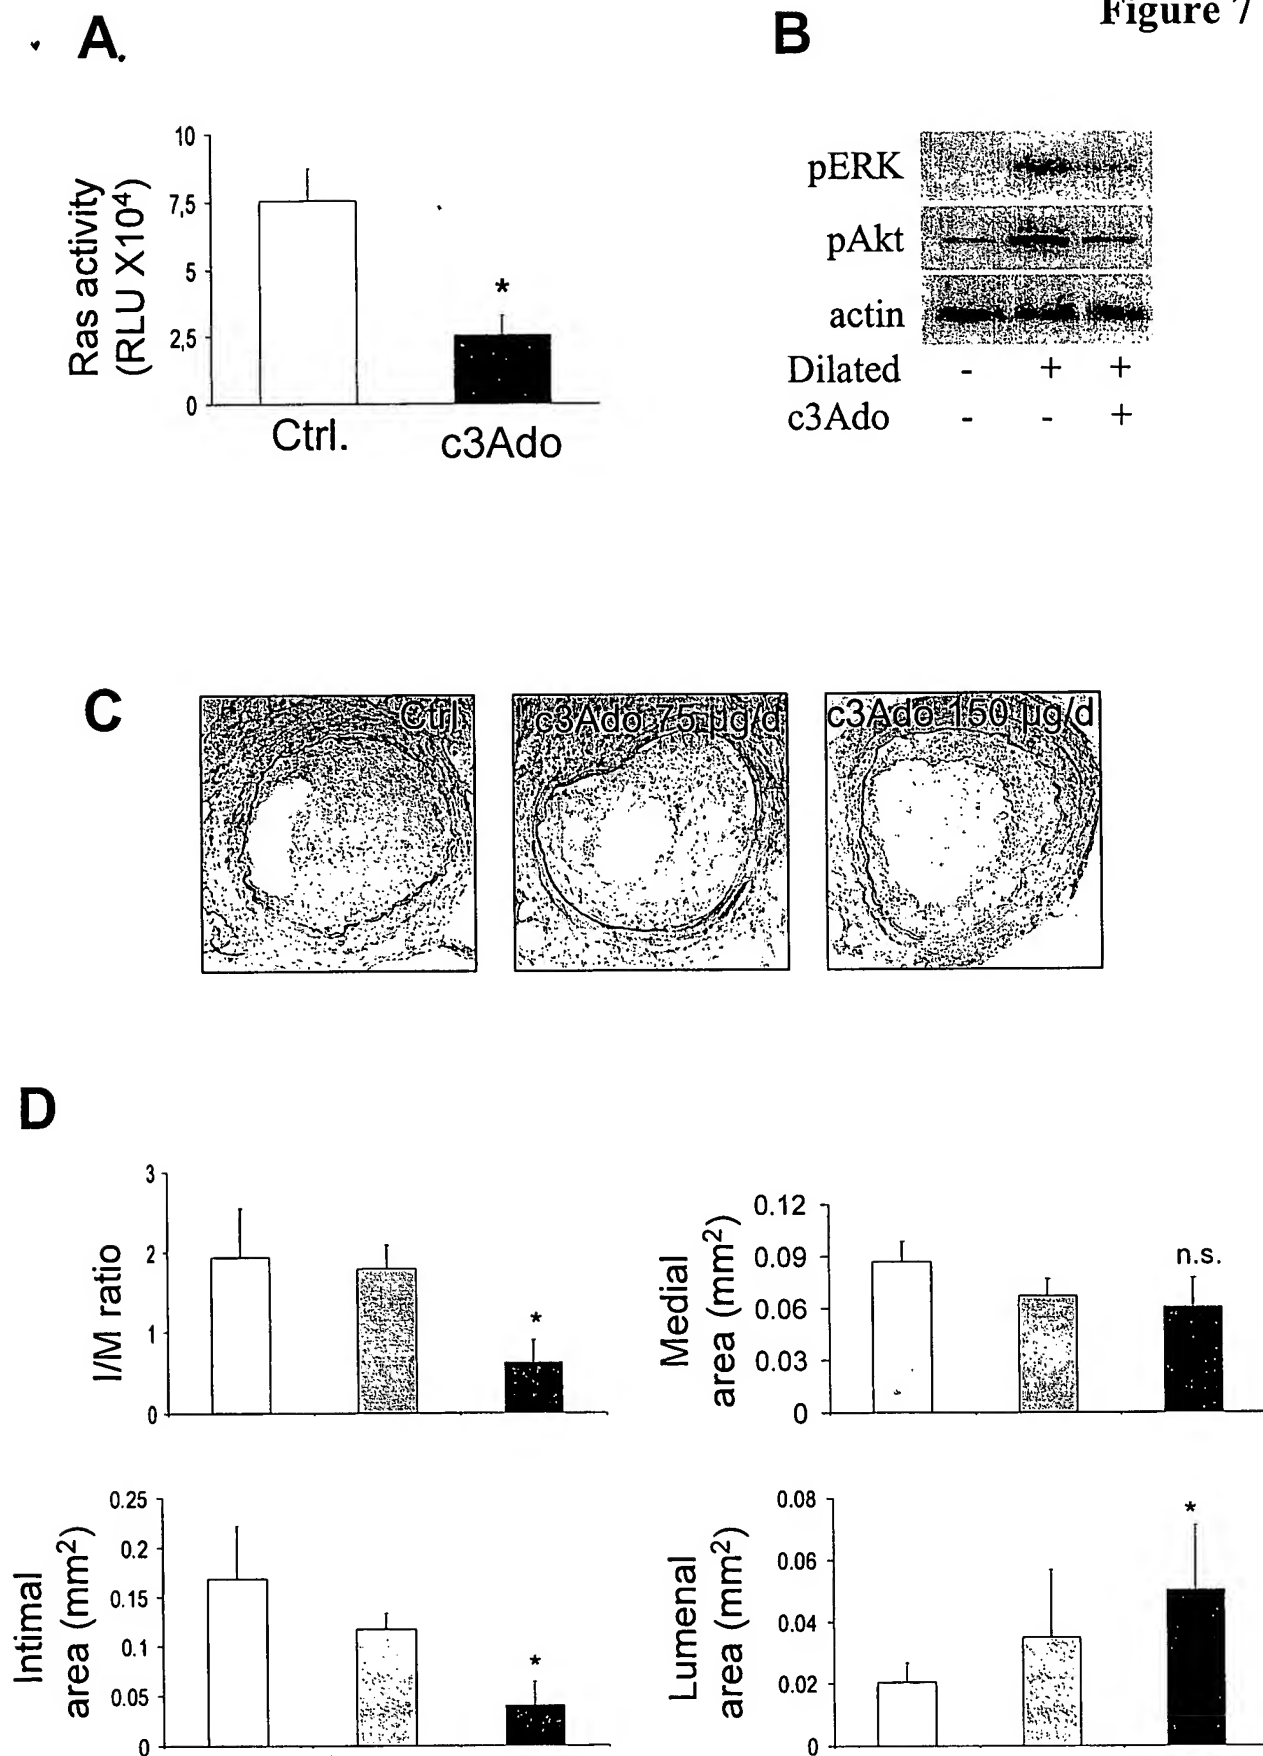 Figure 7
A.
B
10
7,5
5
2,5
0
Ras activity
(RLU X10⁴)
*
Ctrl.
c3Ado
pERK
pAkt
actin
Dilated - + +
c3Ado - - +
C
Ctrl.
c3Ado 75 µg/d
c3Ado 150 µg/d
D
3
2
1
0
I/M ratio
*
0.12
0.09
0.06
0.03
0
Medial
area (mm²)
n.s.
0.25
0.2
0.15
0.1
0.05
0
Intimal
area (mm²)
*
0.08
0.06
0.04
0.02
0
Lumenal
area (mm²)
*